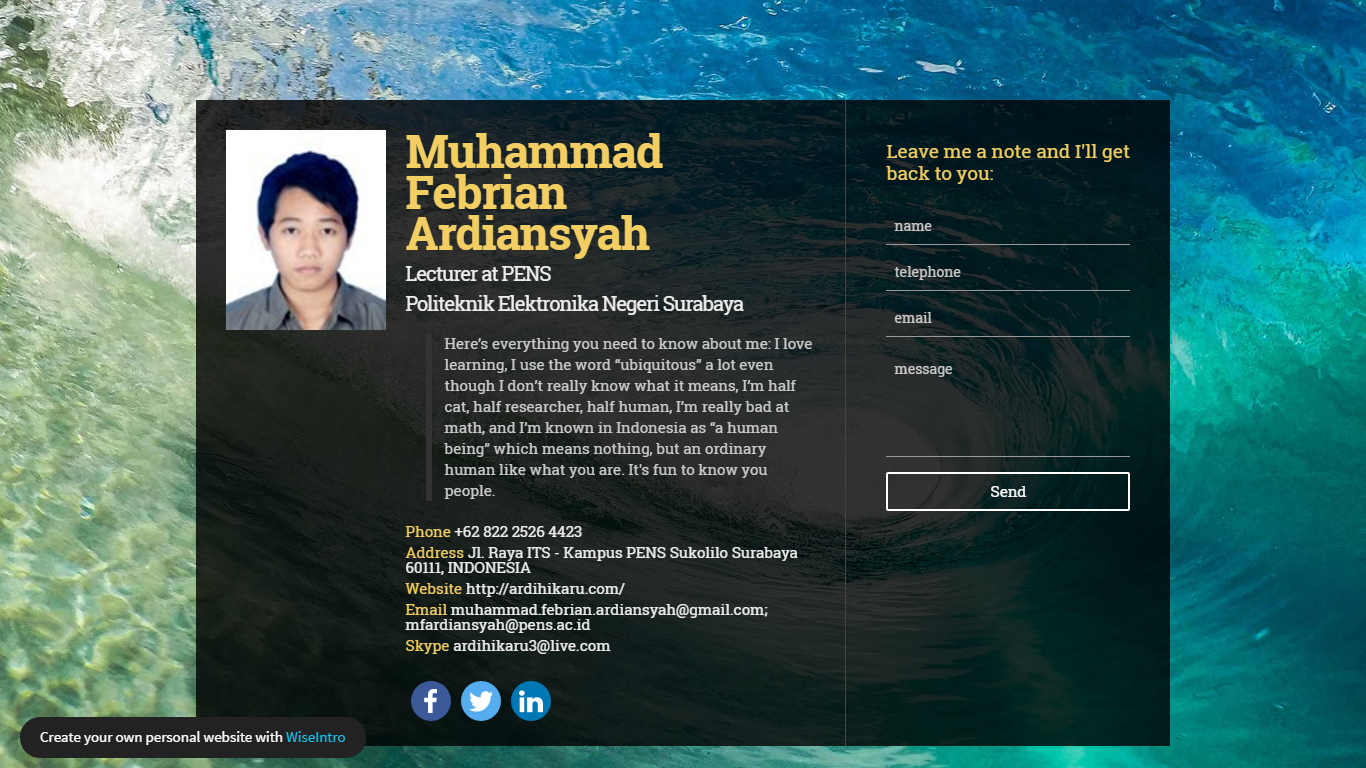 Muhammad
Febrian
Ardiansyah
Lecturer at PENS
Politeknik Elektronika Negeri Surabaya
Here’s everything you need to know about me: I love
learning, I use the word “ubiquitous” a lot even
though I don’t really know what it means, I’m half
cat, half researcher, half human, I’m really bad at
math, and I’m known in Indonesia as “a human
being” which means nothing, but an ordinary
human like what you are. It's fun to know you
people.
Phone +62 822 2526 4423
Address Jl. Raya ITS - Kampus PENS Sukolilo Surabaya
60111, INDONESIA
Website http://ardihikaru.com/
Email muhammad.febrian.ardiansyah@gmail.com;
mfardiansyah@pens.ac.id
Skype ardihikaru3@live.com
Leave me a note and I'll get
back to you:
name
telephone
email
message
Send
Create your own personal website with WiseIntro